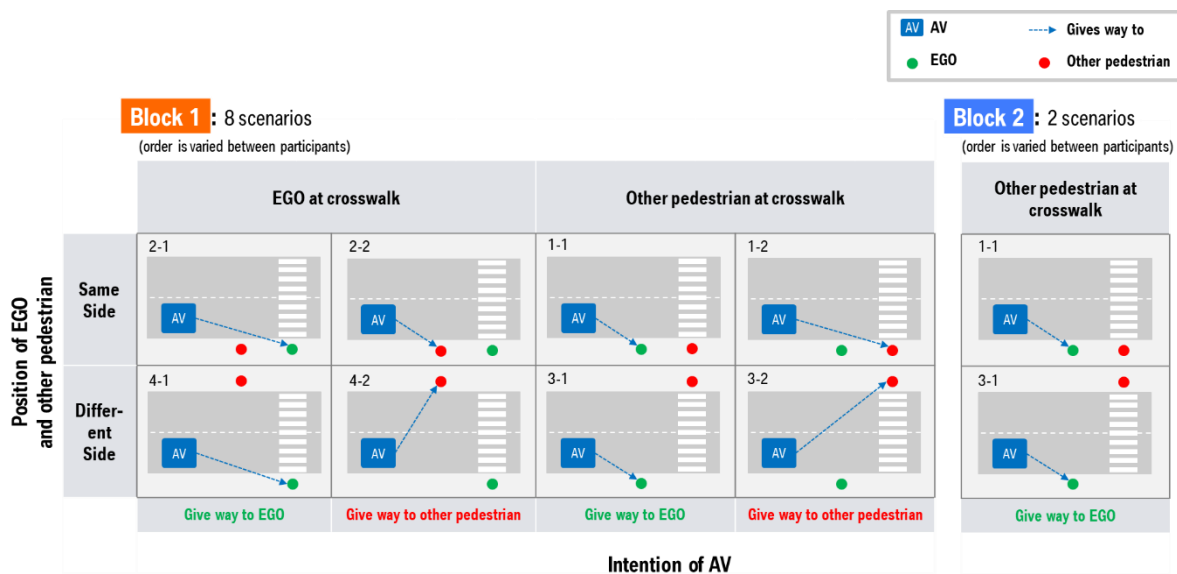 AV AV Gives way to
EGO Other pedestrian
Block 1 : 8 scenarios
(order is varied between participants)
Block 2 : 2 scenarios
(order is varied between participants)
EGO at crosswalk
Other pedestrian at crosswalk
Other pedestrian at
crosswalk
Position of EGO
and other pedestrian
Same
Side
2-1
AV
2-2
AV
1-1
AV
1-2
AV
1-1
AV
Differ-
ent
Side
4-1
AV
4-2
AV
3-1
AV
3-2
AV
3-1
AV
Give way to EGO
Give way to other pedestrian
Give way to EGO
Give way to other pedestrian
Give way to EGO
Intention of AV